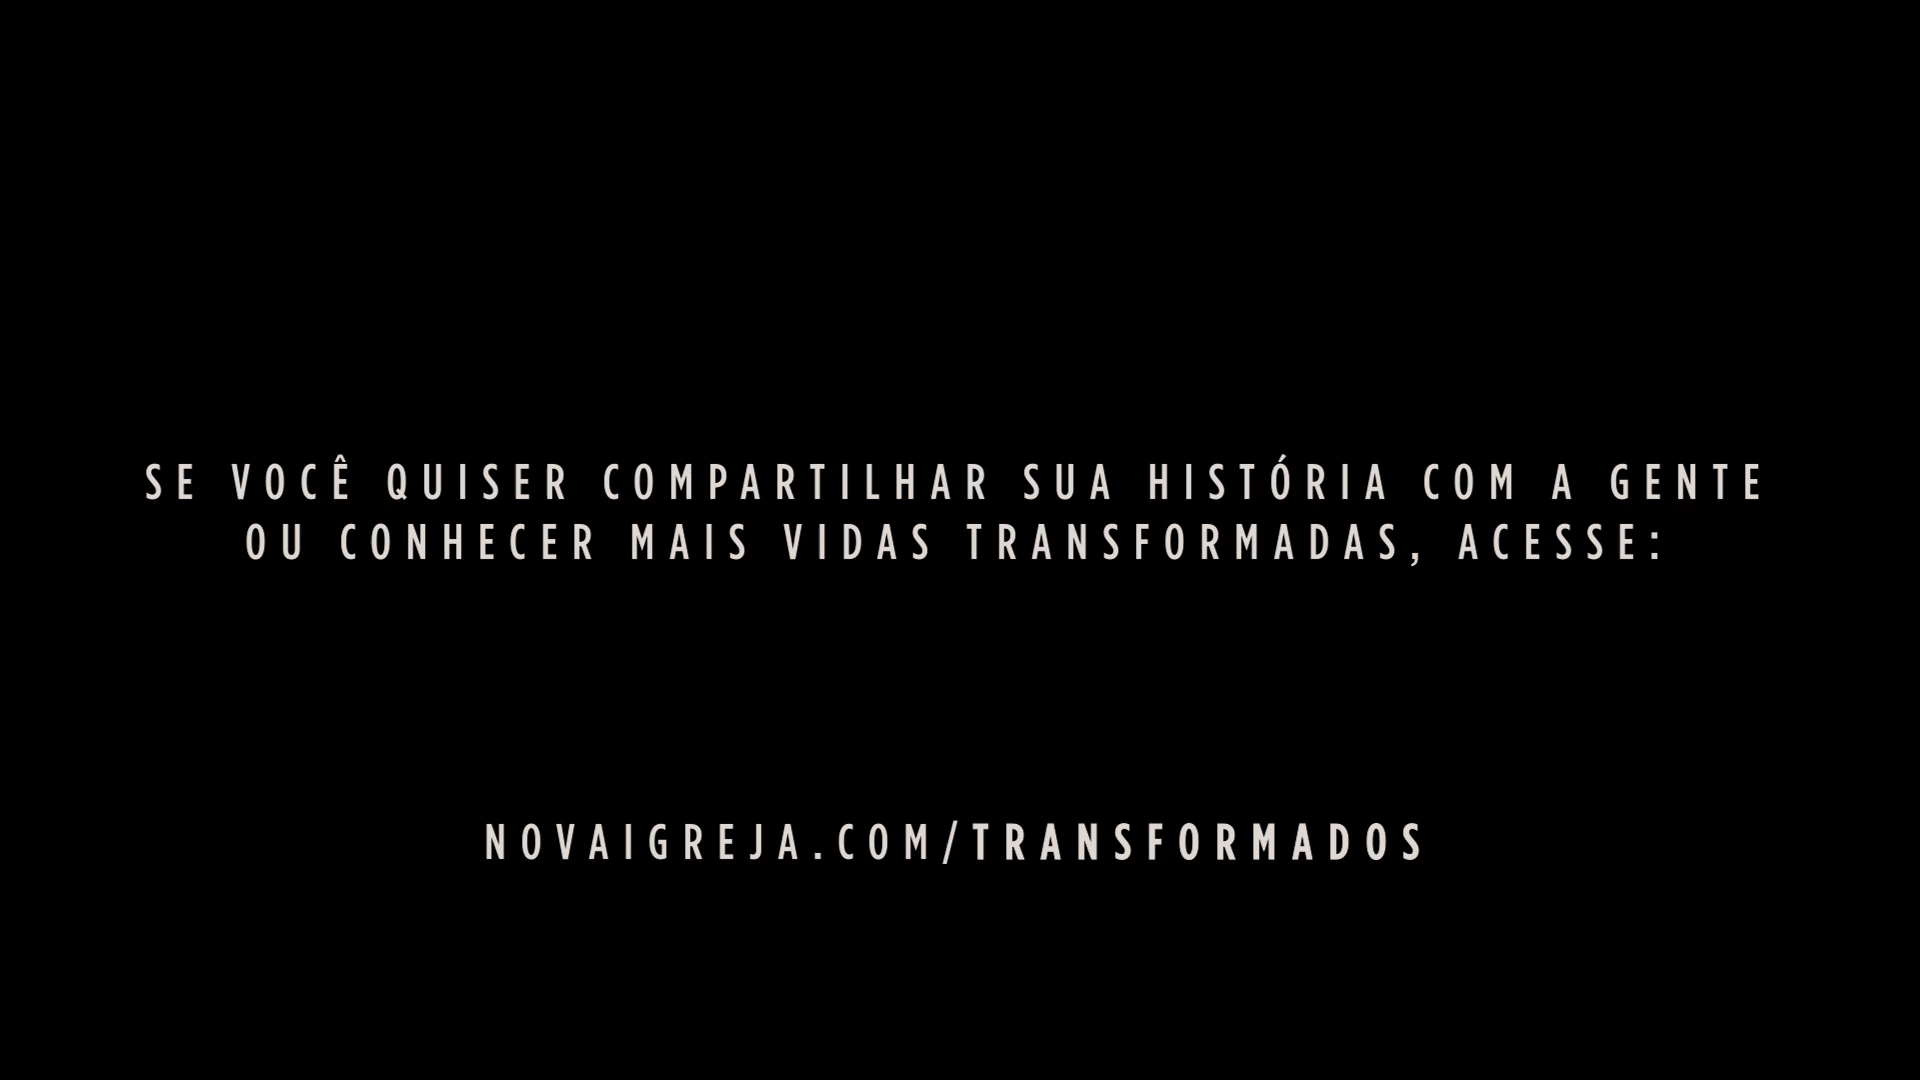 SE VOCÊ QUISER COMPARTILHAR SUA HISTÓRIA COM A GENTE
OU CONHECER MAIS VIDAS TRANSFORMADAS, ACESSE:
NOVAIGREJA.COM/TRANSFORMADOS